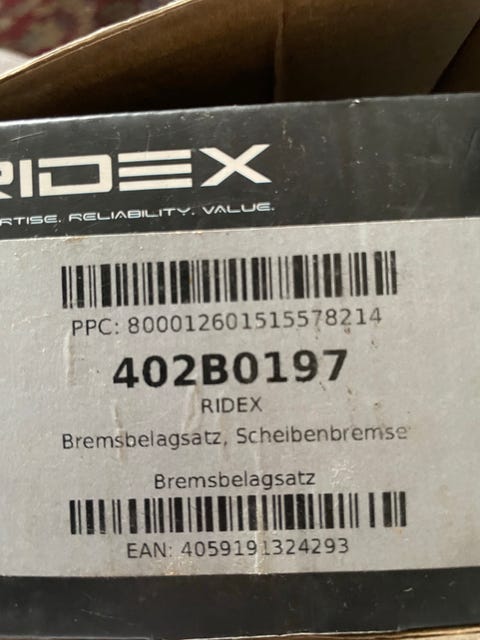 RIDEX
RTISE. RELIABILITY. VALUE.
PPC: 800012601515578214
402B0197
RIDEX
Bremsbelagsatz, Scheibenbremse
Bremsbelagsatz
EAN: 4059191324293